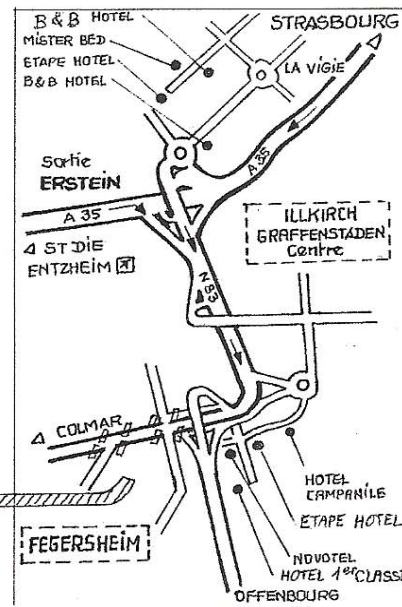 B & B HOTEL
MISTER BED
ETAPE HOTEL
B&B HOTEL
STRASBOURG
LA VIGIE
A 35
Sortie
ERSTEIN
A 35
ST DIE
ENTZHEIM
ILLKIRCH
GRAFFENSTADEN
Centre
N 83
COLMAR
HOTEL
CAMPANILE
ETAPE HOTEL
FEGERSHEIM
NOVOTEL
HOTEL 1er CLASSE
OFFENBOURG